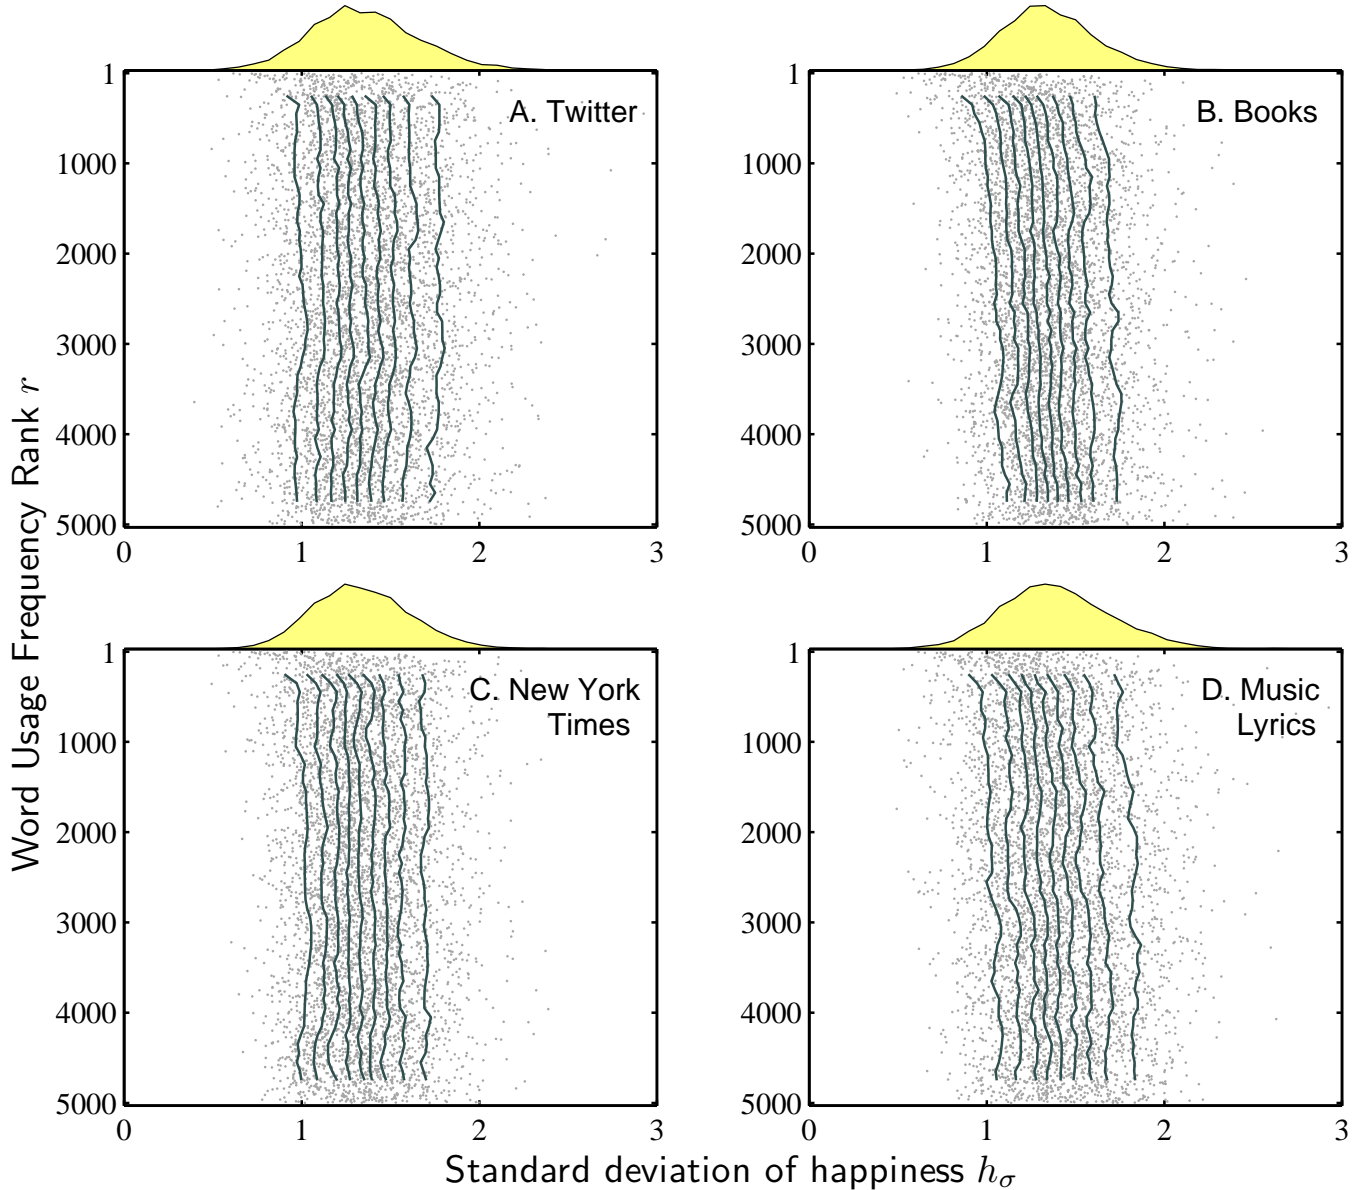 Word Usage Frequency Rank r
A. Twitter
1
1000
2000
3000
4000
5000
0 1 2 3
B. Books
1
1000
2000
3000
4000
5000
0 1 2 3
C. New York
Times
1
1000
2000
3000
4000
5000
0 1 2 3
D. Music
Lyrics
1
1000
2000
3000
4000
5000
0 1 2 3
Standard deviation of happiness hσ